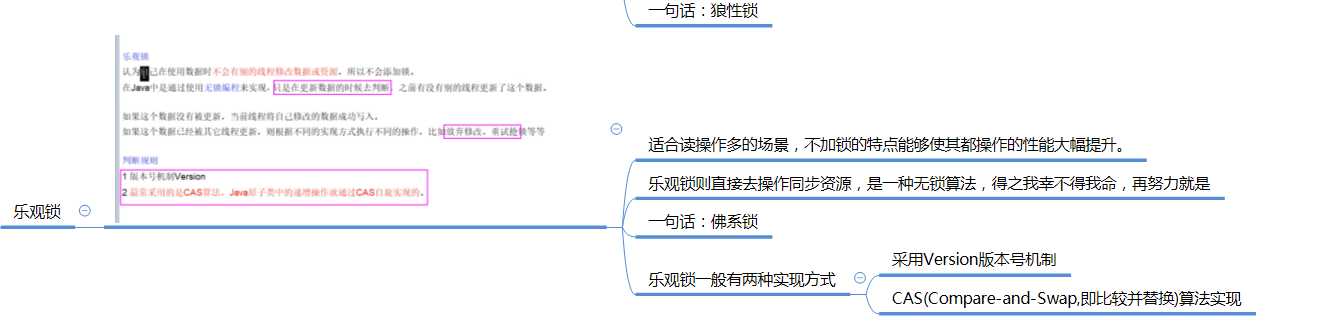 一句话：狼性锁
乐观锁
乐观锁
认为自己在使用数据时不会有别的线程修改数据或资源，所以不会添加锁。
在Java中是通过使用无锁编程来实现，只是在更新数据的时候去判断，之前有没有别的线程更新了这个数据。
如果这个数据没有被更新，当前线程将自己修改的数据成功写入。
如果这个数据已经被其它线程更新，则根据不同的实现方式执行不同的操作，比如放弃修改、重试抢锁等等
判断规则
1 版本号机制Version
2 最常采用的是CAS算法，Java原子类中的递增操作就通过CAS自旋实现的。
适合读操作多的场景，不加锁的特点能够使其都操作的性能大幅提升。
乐观锁则直接去操作同步资源，是一种无锁算法，得之我幸不得我命，再努力就是
一句话：佛系锁
乐观锁一般有两种实现方式
采用Version版本号机制
CAS(Compare-and-Swap,即比较并替换)算法实现